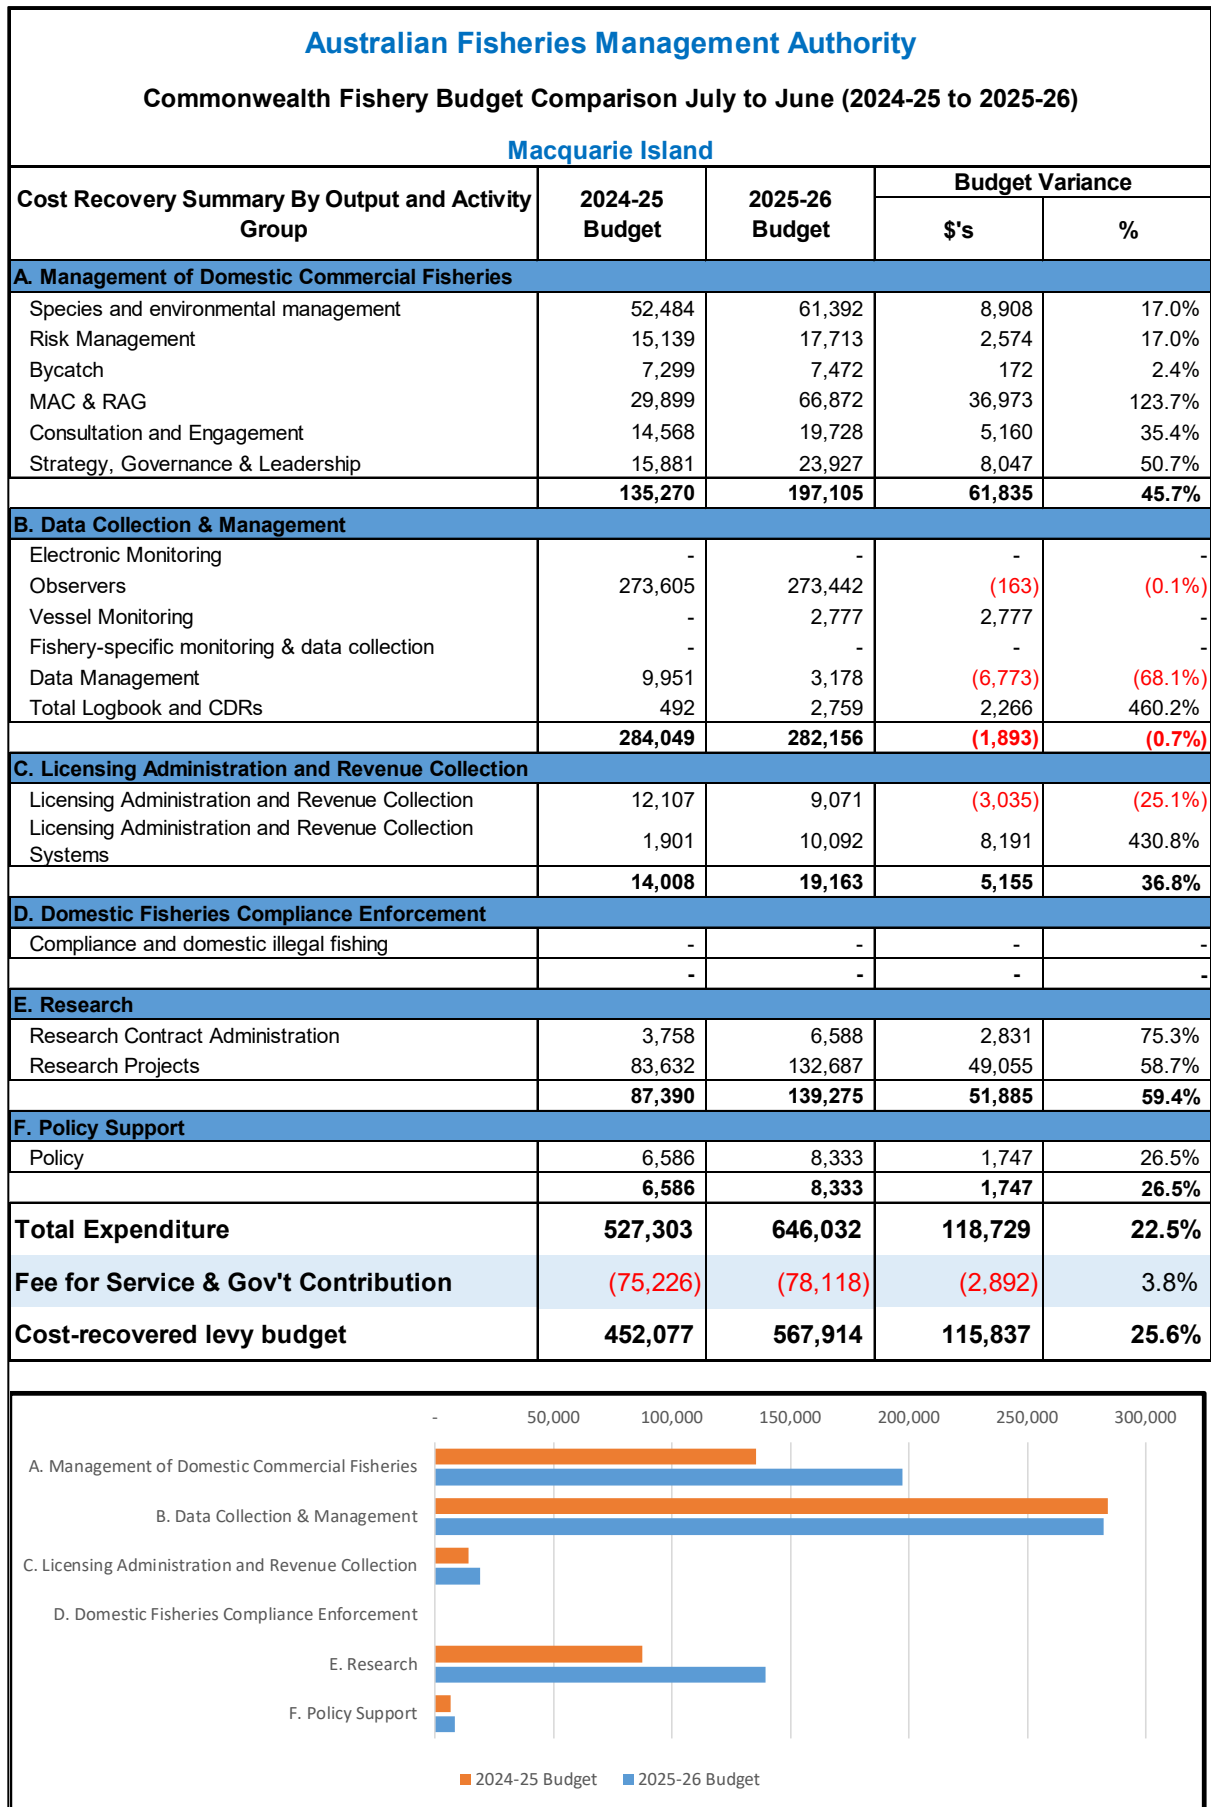 Australian Fisheries Management Authority
Commonwealth Fishery Budget Comparison July to June (2024-25 to 2025-26)
Macquarie Island
Cost Recovery Summary By Output and Activity Group 2024-25 Budget 2025-26 Budget Budget Variance
$'s %
A. Management of Domestic Commercial Fisheries
Species and environmental management 52,484 61,392 8,908 17.0%
Risk Management 15,139 17,713 2,574 17.0%
Bycatch 7,299 7,472 172 2.4%
MAC & RAG 29,899 66,872 36,973 123.7%
Consultation and Engagement 14,568 19,728 5,160 35.4%
Strategy, Governance & Leadership 15,881 23,927 8,047 50.7%
135,270 197,105 61,835 45.7%
B. Data Collection & Management
Electronic Monitoring - - - -
Observers 273,605 273,442 (163) (0.1%)
Vessel Monitoring - 2,777 2,777 -
Fishery-specific monitoring & data collection - - - -
Data Management 9,951 3,178 (6,773) (68.1%)
Total Logbook and CDRs 492 2,759 2,266 460.2%
284,049 282,156 (1,893) (0.7%)
C. Licensing Administration and Revenue Collection
Licensing Administration and Revenue Collection 12,107 9,071 (3,035) (25.1%)
Licensing Administration and Revenue Collection
Systems 1,901 10,092 8,191 430.8%
14,008 19,163 5,155 36.8%
D. Domestic Fisheries Compliance Enforcement
Compliance and domestic illegal fishing - - - -
- - - -
E. Research
Research Contract Administration 3,758 6,588 2,831 75.3%
Research Projects 83,632 132,687 49,055 58.7%
87,390 139,275 51,885 59.4%
F. Policy Support
Policy 6,586 8,333 1,747 26.5%
6,586 8,333 1,747 26.5%
Total Expenditure 527,303 646,032 118,729 22.5%
Fee for Service & Gov't Contribution (75,226) (78,118) (2,892) 3.8%
Cost-recovered levy budget 452,077 567,914 115,837 25.6%
- 50,000 100,000 150,000 200,000 250,000 300,000
A. Management of Domestic Commercial Fisheries
B. Data Collection & Management
C. Licensing Administration and Revenue Collection
D. Domestic Fisheries Compliance Enforcement
E. Research
F. Policy Support
2024-25 Budget 2025-26 Budget